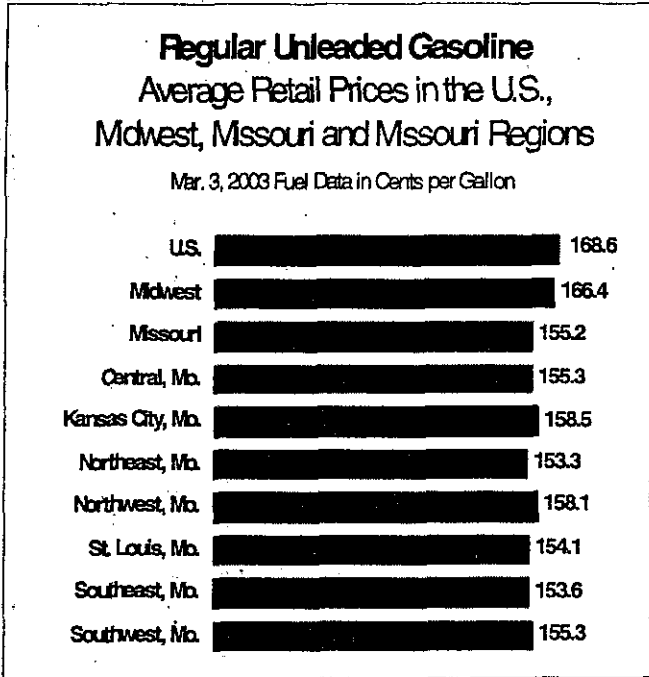 Regular Unleaded Gasoline
Average Retail Prices in the U.S.,
Midwest, Missouri and Missouri Regions
Mar. 3, 2003 Fuel Data in Cents per Gallon
U.S. 168.6
Midwest 166.4
Missouri 155.2
Central, Mo. 155.3
Kansas City, Mo. 158.5
Northeast, Mo. 153.3
Northwest, Mo. 158.1
St. Louis, Mo. 154.1
Southeast, Mo. 153.6
Southwest, Mo. 155.3